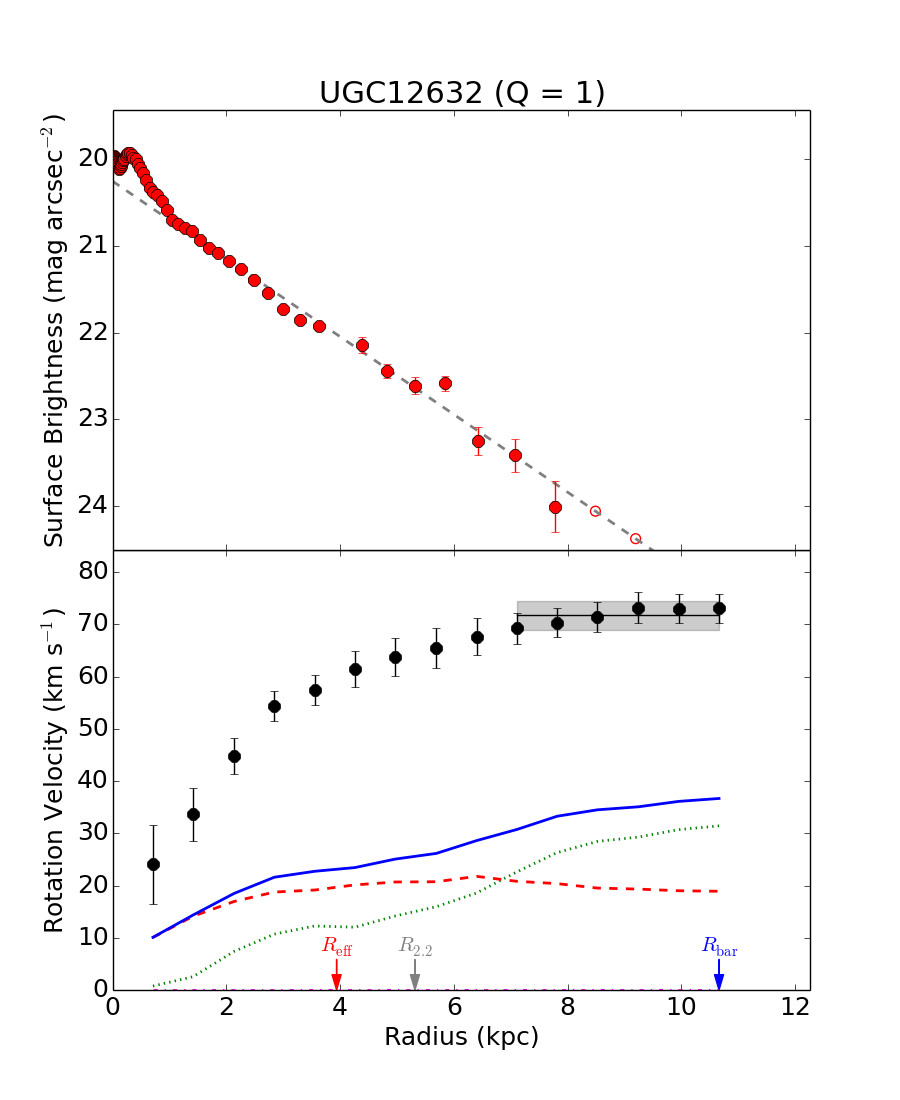 UGC12632 (Q = 1)
Surface Brightness (mag arcsec⁻²)
20
21
22
23
24
Rotation Velocity (km s⁻¹)
80
70
60
50
40
30
20
10
0
R_eff
R_2.2
R_bar
0 2 4 6 8 10 12
Radius (kpc)